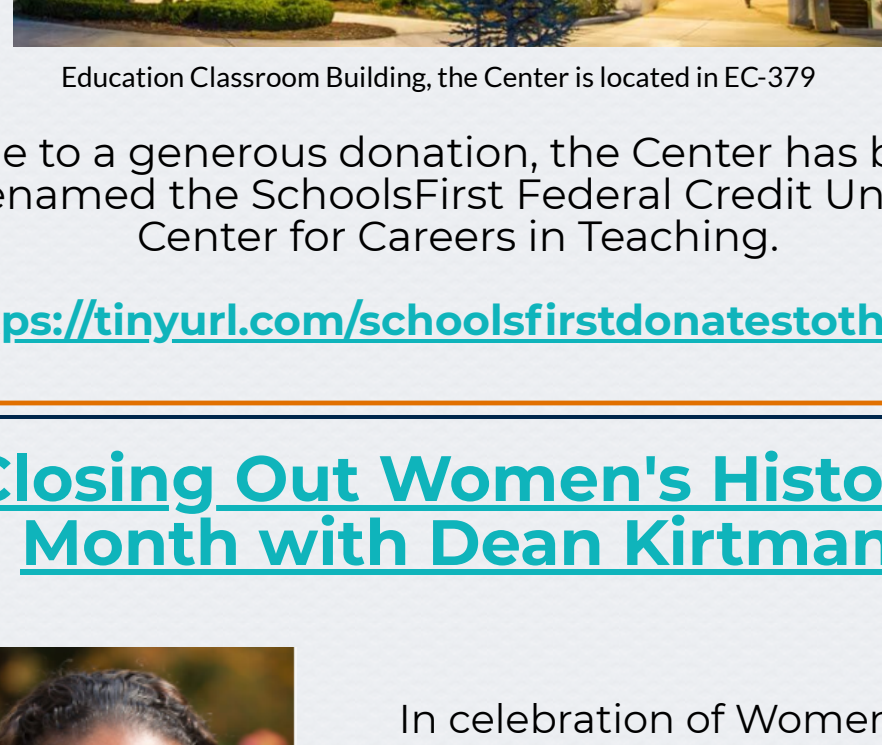 Education Classroom Building, the Center is located in EC-379
e to a generous donation, the Center has b
enamed the SchoolsFirst Federal Credit Un
Center for Careers in Teaching.
ps://tinyurl.com/schoolsfirstdonatestoth
Closing Out Women's Histo
Month with Dean Kirtman
In celebration of Women